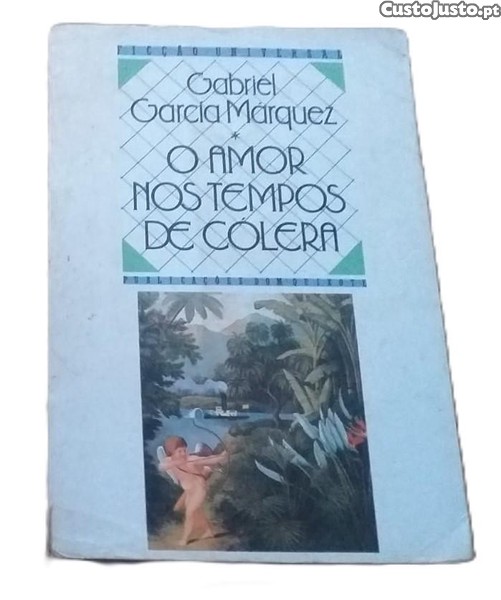 CustoJusto.pt
FICÇÃO UNIVERSAL
Gabriel
García Márquez
*
O AMOR
NOS TEMPOS
DE CÓLERA
PUBLICAÇÕES DOM QUIXOTE